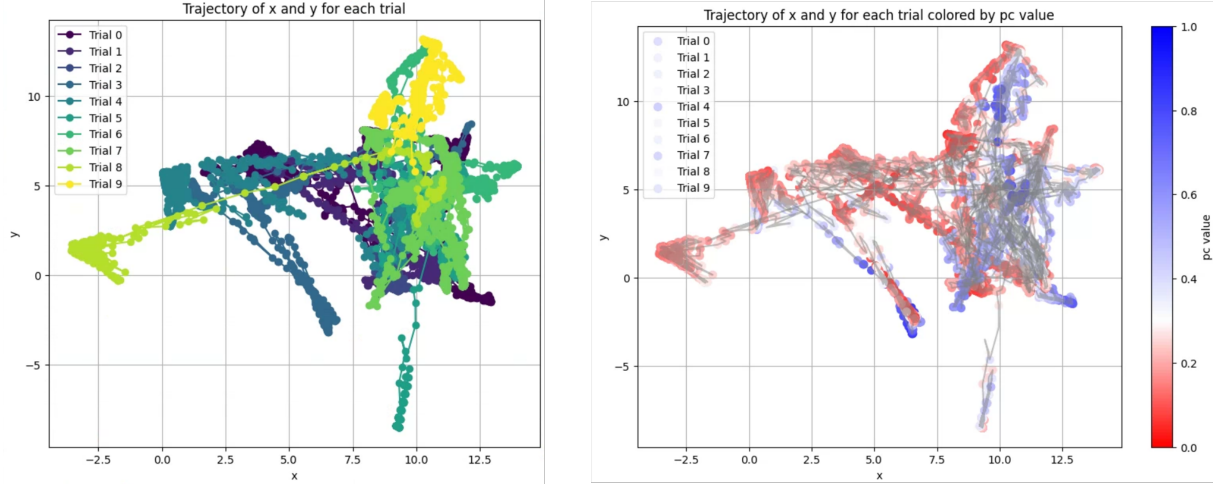 Trajectory of x and y for each trial
Trial 0
Trial 1
Trial 2
Trial 3
Trial 4
Trial 5
Trial 6
Trial 7
Trial 8
Trial 9
10
5
0
−5
y
−2.5 0.0 2.5 5.0 7.5 10.0 12.5
x
Trajectory of x and y for each trial colored by pc value
Trial 0
Trial 1
Trial 2
Trial 3
Trial 4
Trial 5
Trial 6
Trial 7
Trial 8
Trial 9
10
5
0
−5
y
−2.5 0.0 2.5 5.0 7.5 10.0 12.5
x
1.0
0.8
0.6
0.4
0.2
0.0
pc value